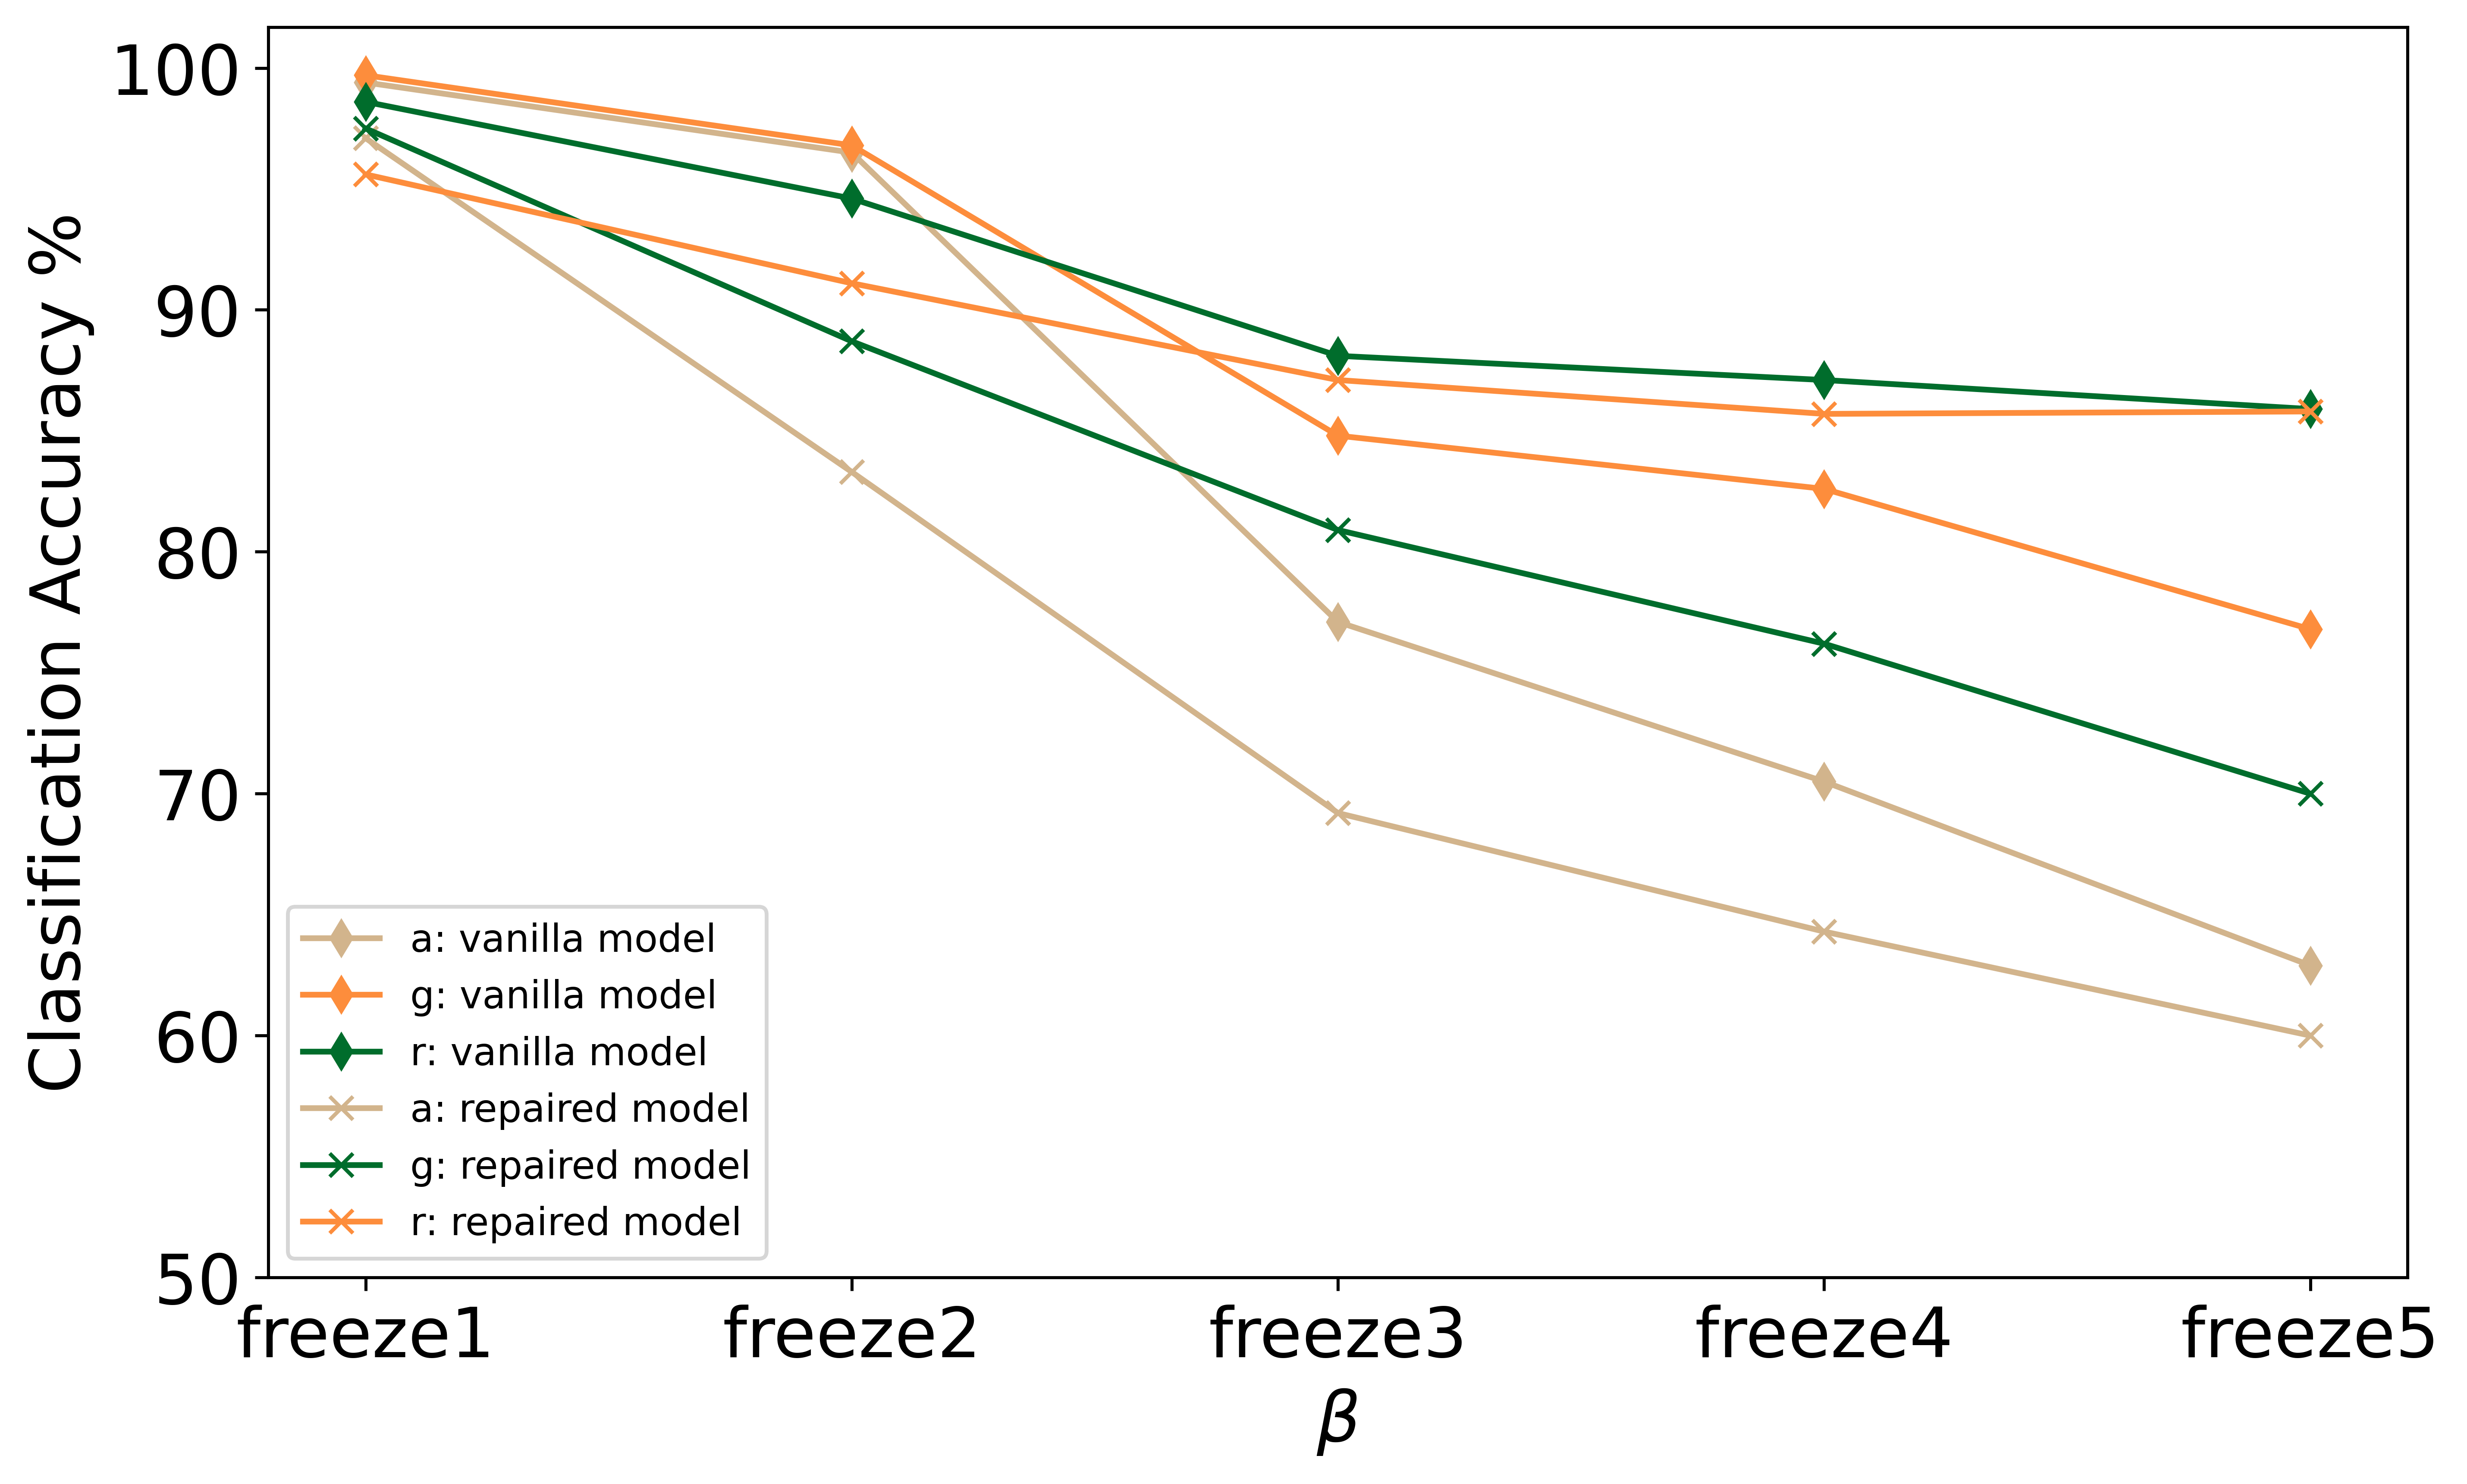 Classification Accuracy %
100
90
80
70
60
50
a: vanilla model
g: vanilla model
r: vanilla model
a: repaired model
g: repaired model
r: repaired model
freeze1 freeze2 freeze3 freeze4 freeze5
β